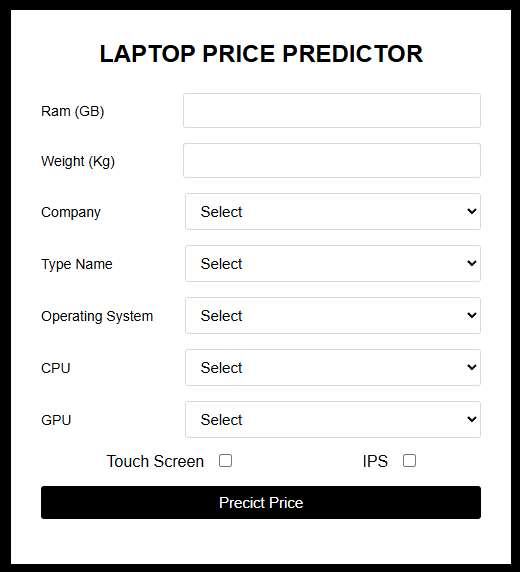 LAPTOP PRICE PREDICTOR
Ram (GB)
Weight (Kg)
Company Select
Type Name Select
Operating System Select
CPU Select
GPU Select
Touch Screen IPS
Precict Price